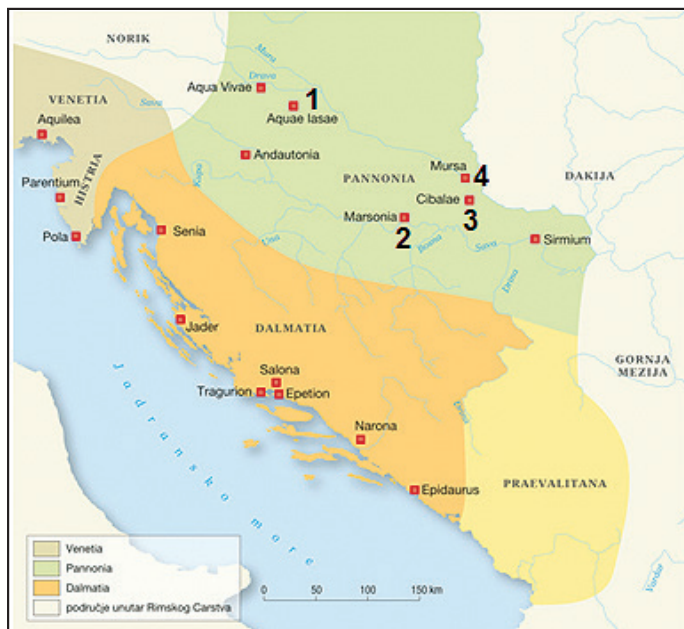 NORIK
Mura
Drava
Aqua Vivae
1
Aquae Iasae
VENETIA
Sava
Aquilea
Andautonia
Mursa
4
DAKIJA
HISTRIA
Kupa
PANNONIA
Cibalae
3
Parentium
Marsonia
2
Pola
Senia
Una
Bosna
Sava
Sirmium
Drina
Jader
DALMATIA
GORNJA
MEZIJA
Salona
Tragurion
Epetion
Jadransko more
Narona
Drina
Epidaurus
PRAEVALITANA
Venetia
Pannonia
Dalmatia
područje unutar Rimskog Carstva
0 50 100 150 km
Vardar